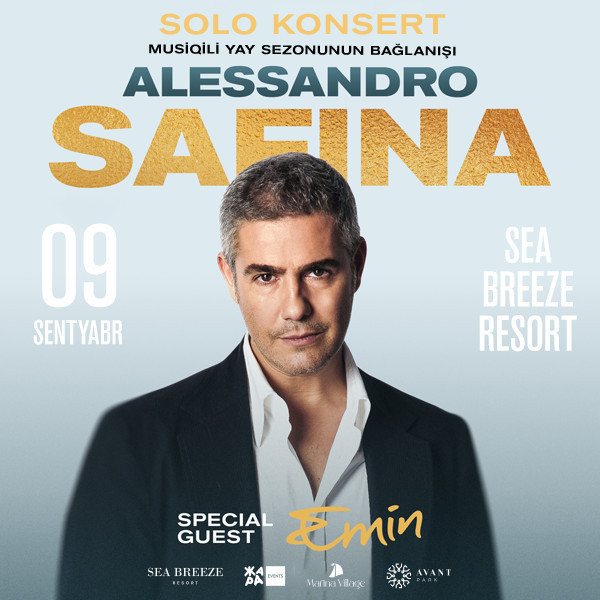 SOLO KONSERT
MUSİQİLİ YAY SEZONUNUN BAĞLANIŞI
ALESSANDRO
SAFINA
09
SENTYABR
SEA
BREEZE
RESORT
SPECIAL
GUEST
Emin
SEA BREEZE
RESORT
ЖАРА
EVENTS
Marina Village
AVANT
PARK